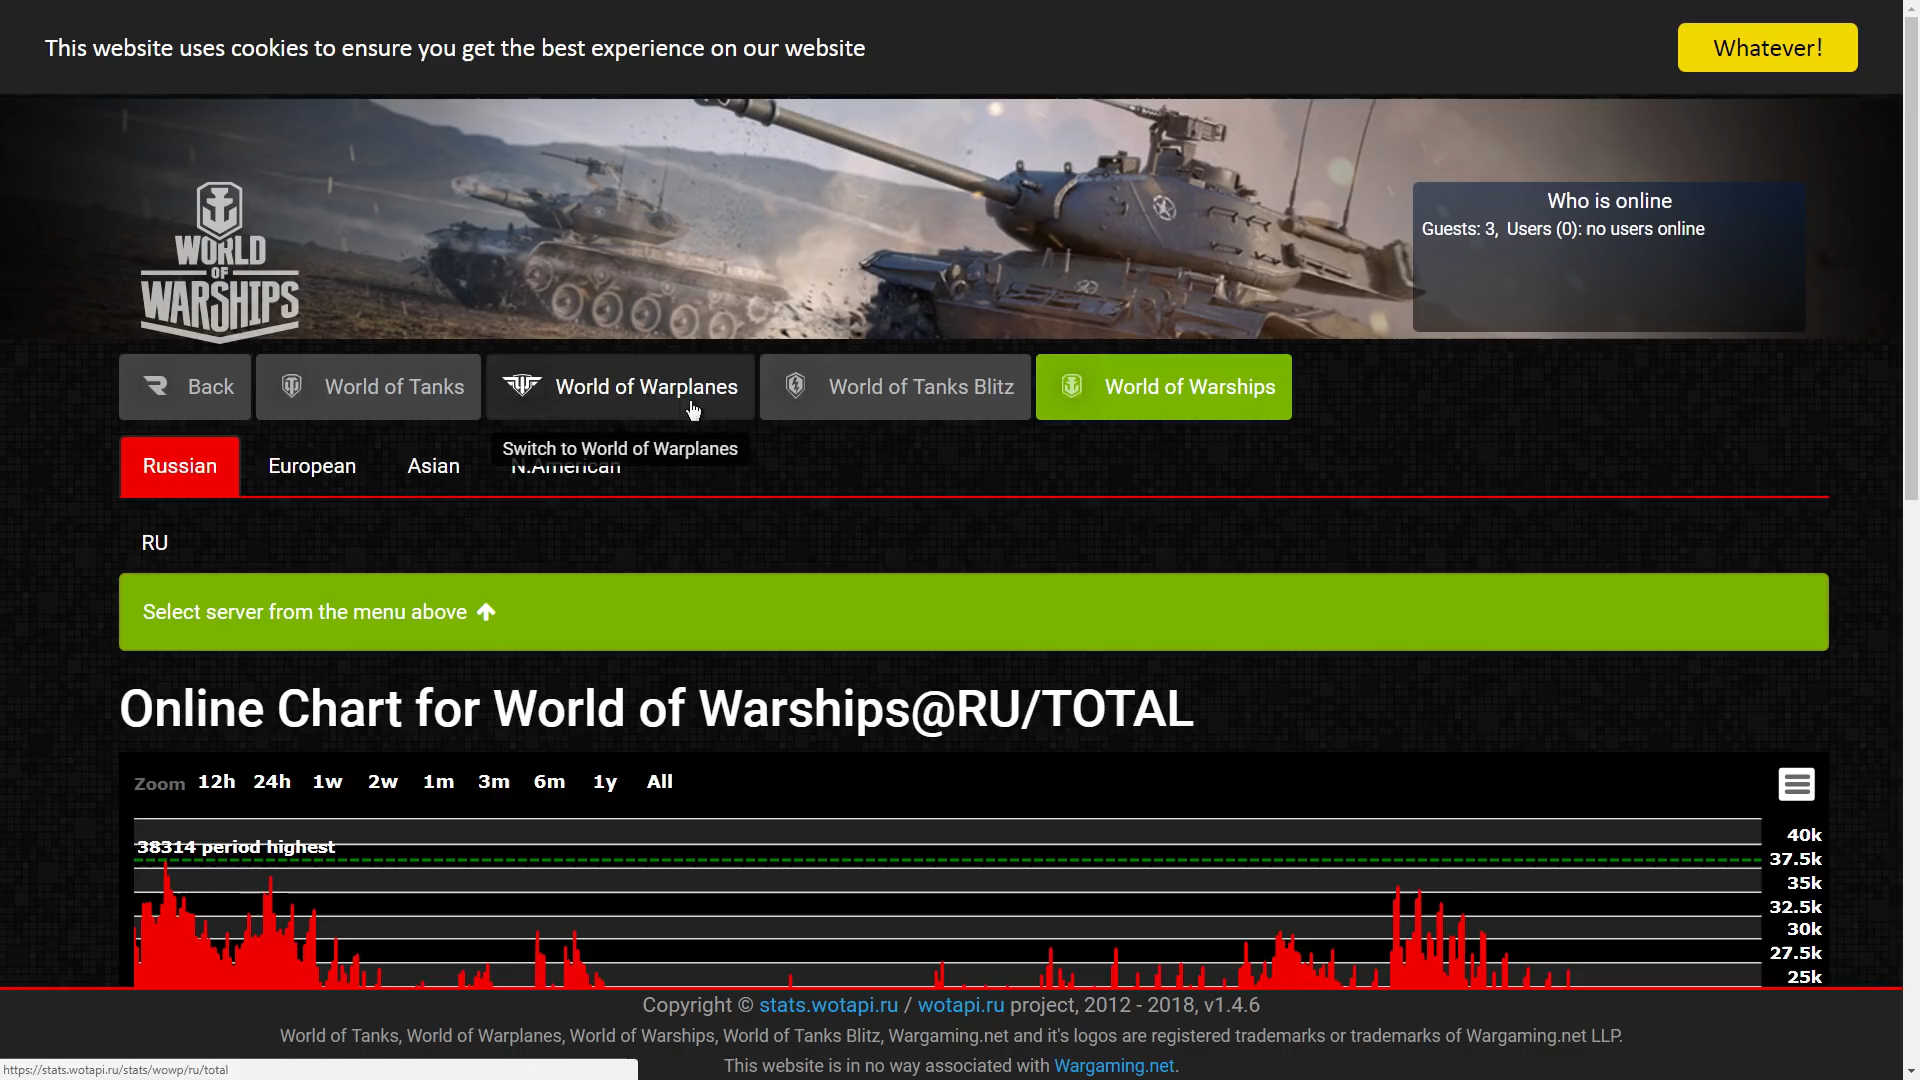 This website uses cookies to ensure you get the best experience on our website
Whatever!
WORLD
OF
WARSHIPS
Who is online
Guests: 3, Users (0): no users online
Back
World of Tanks
World of Warplanes
World of Tanks Blitz
World of Warships
Switch to World of Warplanes
Russian
European
Asian
N.American
RU
Select server from the menu above
Online Chart for World of Warships@RU/TOTAL
Zoom 12h 24h 1w 2w 1m 3m 6m 1y All
38314 period highest
40k
37.5k
35k
32.5k
30k
27.5k
25k
Copyright © stats.wotapi.ru / wotapi.ru project, 2012 - 2018, v1.4.6
World of Tanks, World of Warplanes, World of Warships, World of Tanks Blitz, Wargaming.net and it's logos are registered trademarks or trademarks of Wargaming.net LLP.
This website is in no way associated with Wargaming.net.
https://stats.wotapi.ru/stats/wowp/ru/total